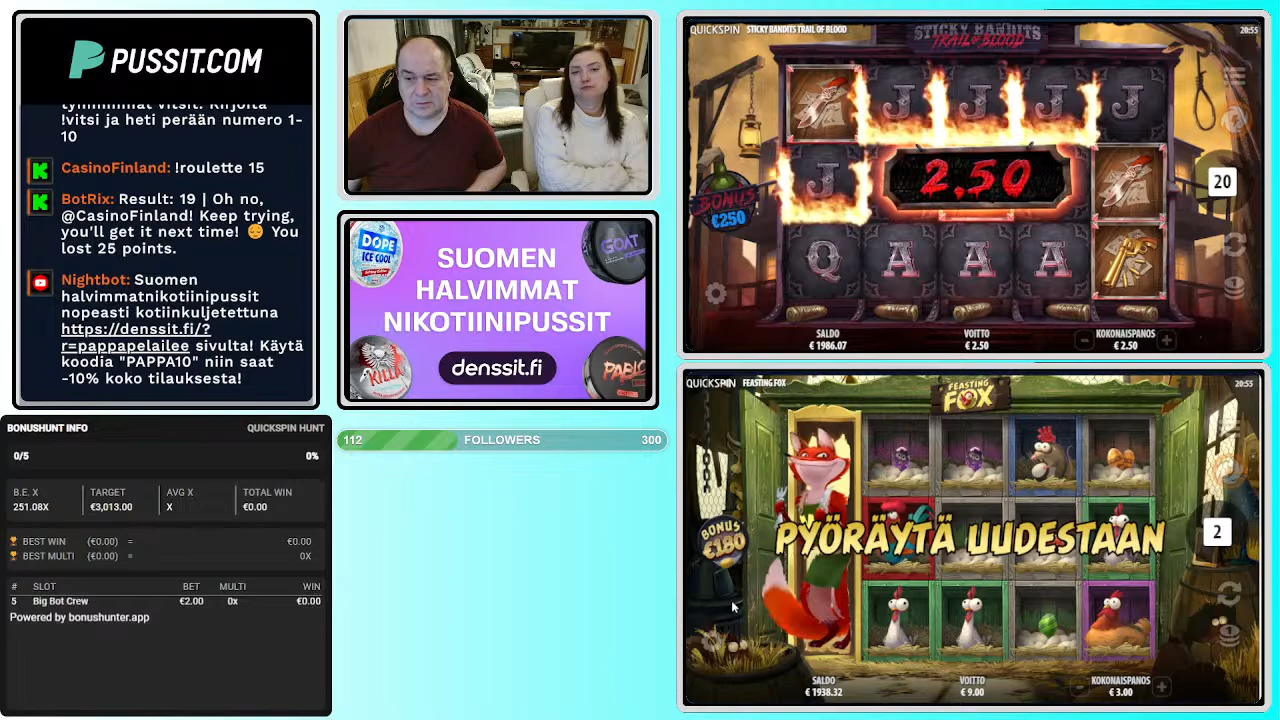 PUSSIT.COM
!vitsi ja heti perään numero 1-
10
CasinoFinland: !roulette 15
BotRix: Result: 19 | Oh no,
@CasinoFinland! Keep trying,
you'll get it next time! 😔 You
lost 25 points.
Nightbot: Suomen
halvimmatnikotiinipussit
nopeasti kotiinkuljetettuna
https://denssit.fi/?
r=pappapelailee sivulta! Käytä
koodia "PAPPA10" niin saat
-10% koko tilauksesta!
DOPE
ICE COOL
GOAT
SUOMEN
HALVIMMAT
NIKOTIINIPUSSIT
KILLA
denssit.fi
PABLO
112 FOLLOWERS 300
BONUSHUNT INFO QUICKSPIN HUNT
0/5 0%
B.E. X TARGET AVG X TOTAL WIN
251.08X €3,013.00 X €0.00
BEST WIN (€0.00) = €0.00
BEST MULTI (€0.00) = 0X
# SLOT BET MULTI WIN
5 Big Bot Crew €2.00 0x €0.00
Powered by bonushunter.app
QUICKSPIN STICKY BANDITS TRAIL OF BLOOD 20:55
STICKY BANDITS
TRAIL OF BLOOD
J J J J
J 2.50
BONUS
€250
20
Q A A A
SALDO VOITTO KOKONAISPANOS
€ 1986.07 € 2.50 € 2.50
QUICKSPIN FEASTING FOX 20:55
FEASTING
FOX
BONUS
€180
PYÖRÄYTÄ UUDESTAAN
2
SALDO VOITTO KOKONAISPANOS
€ 1938.32 € 9.00 € 3.00